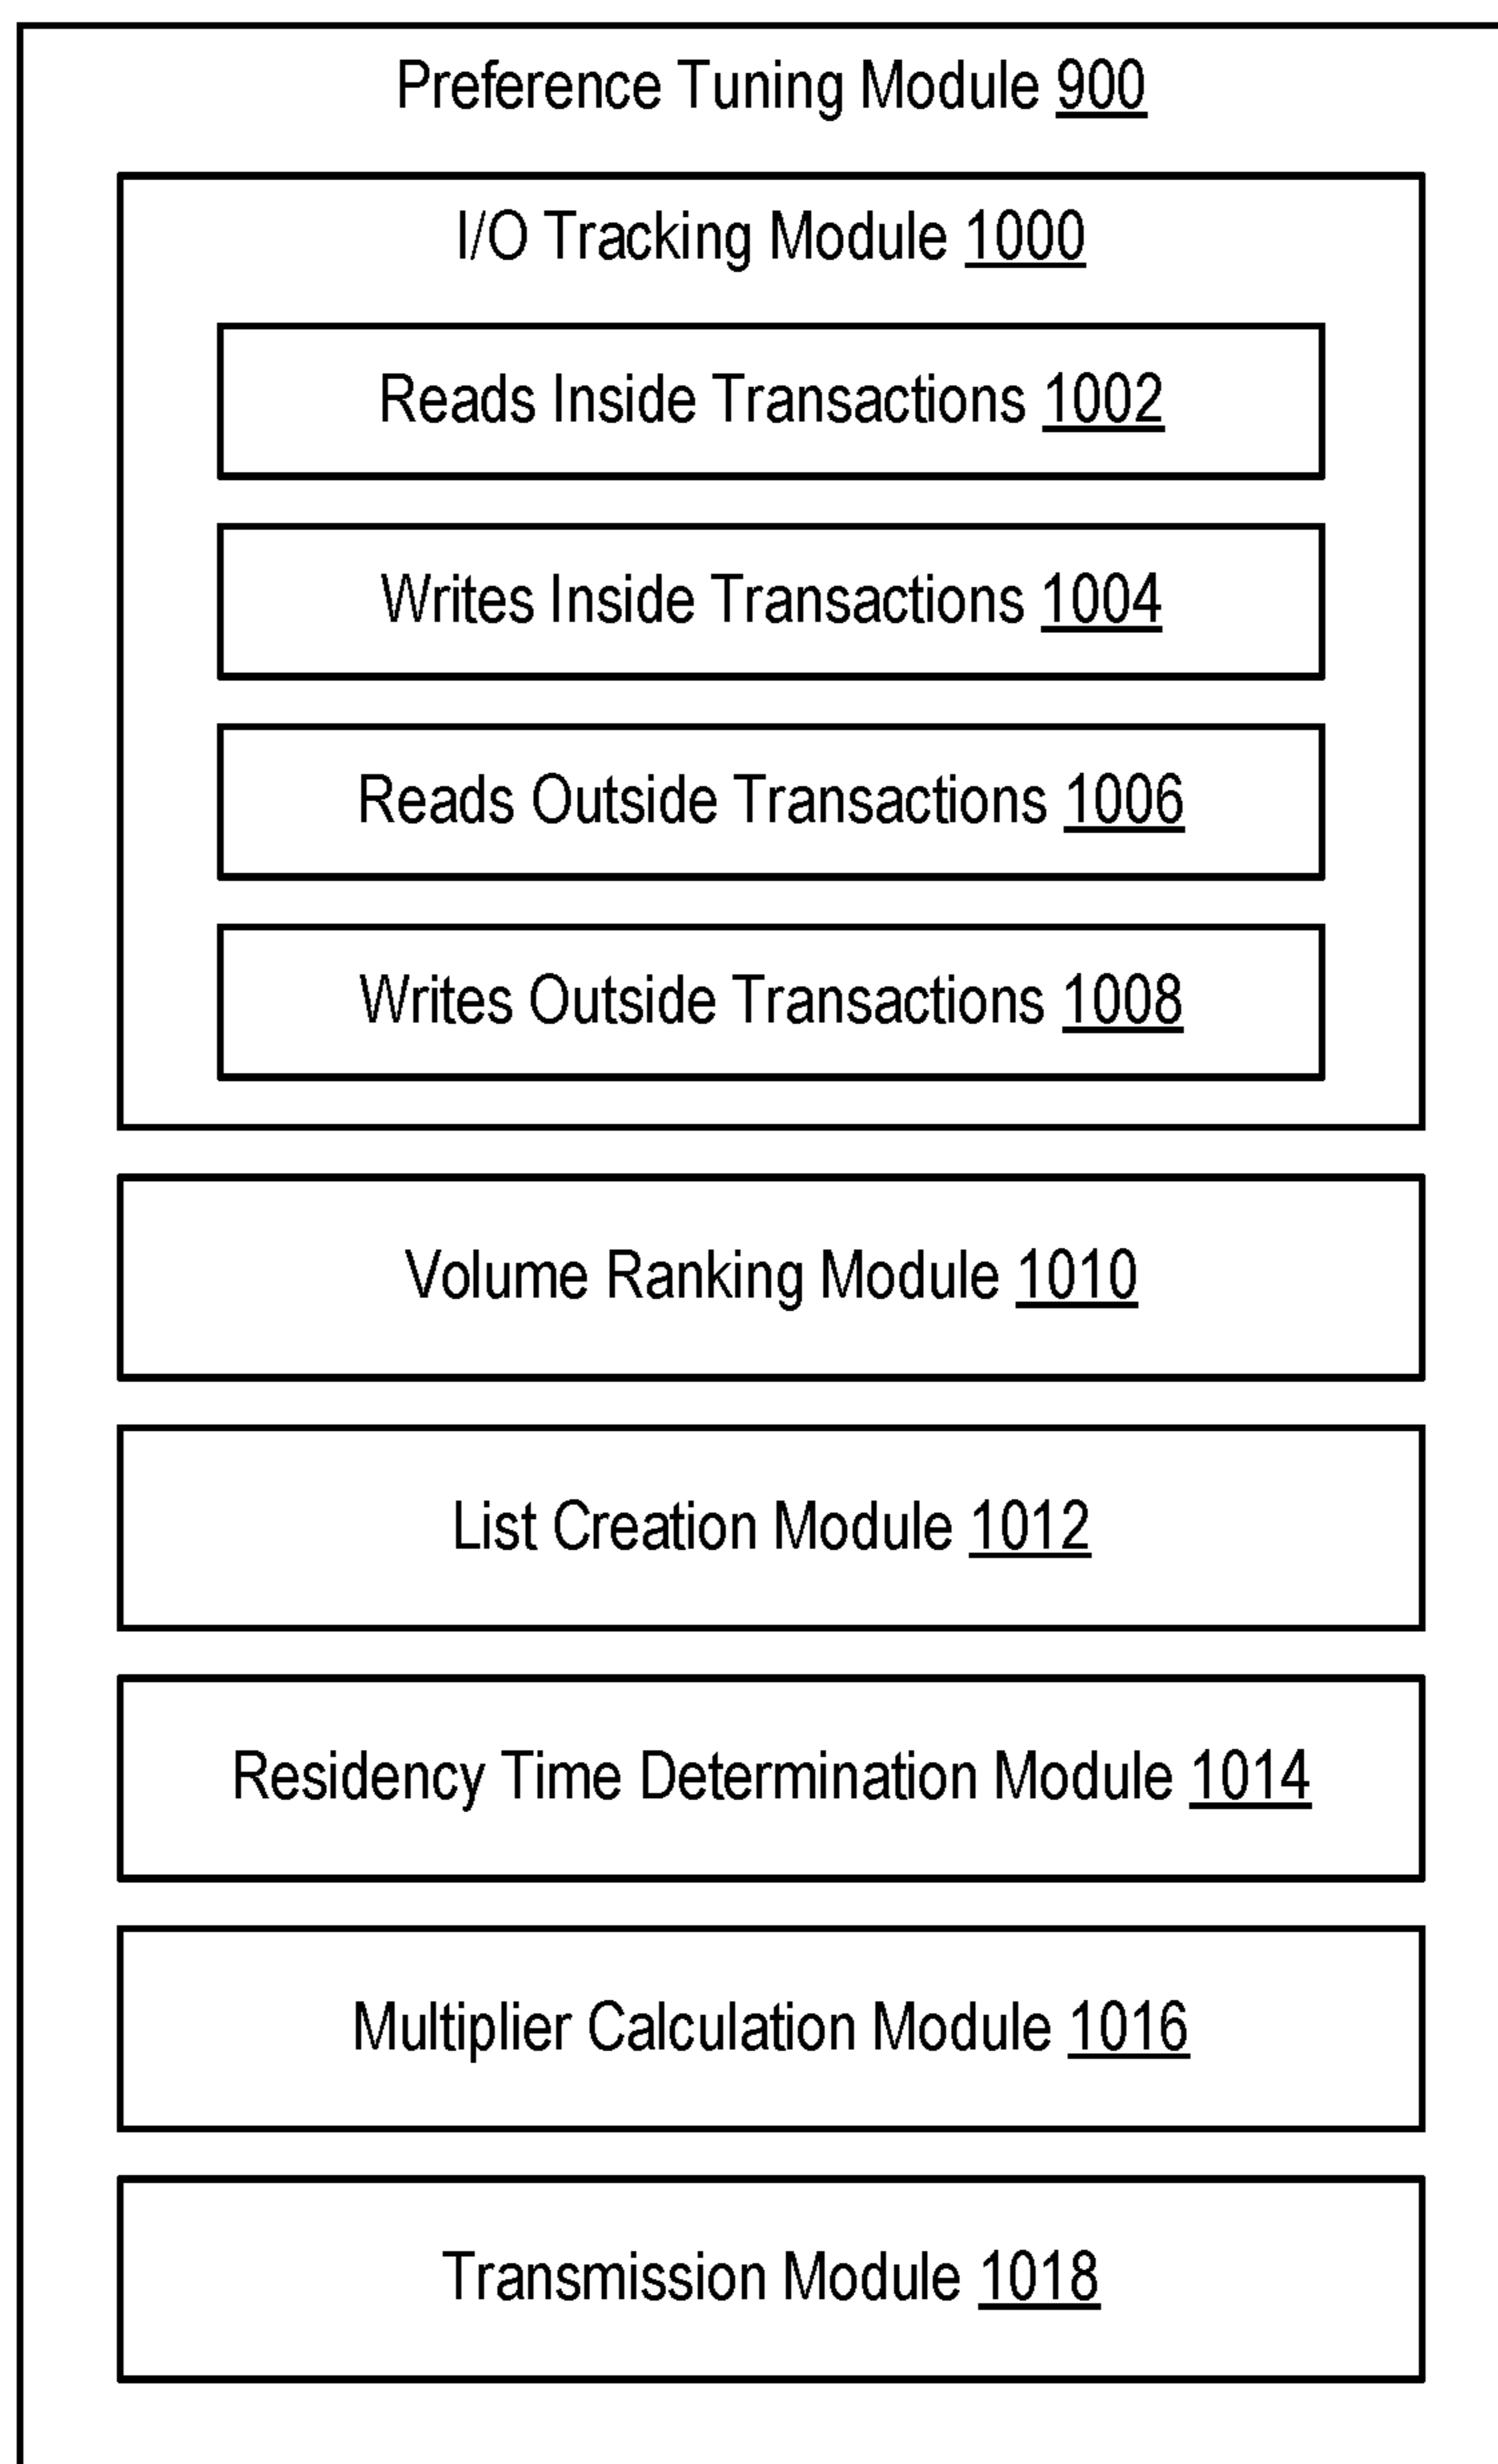 Preference Tuning Module 900
I/O Tracking Module 1000
Reads Inside Transactions 1002
Writes Inside Transactions 1004
Reads Outside Transactions 1006
Writes Outside Transactions 1008
Volume Ranking Module 1010
List Creation Module 1012
Residency Time Determination Module 1014
Multiplier Calculation Module 1016
Transmission Module 1018